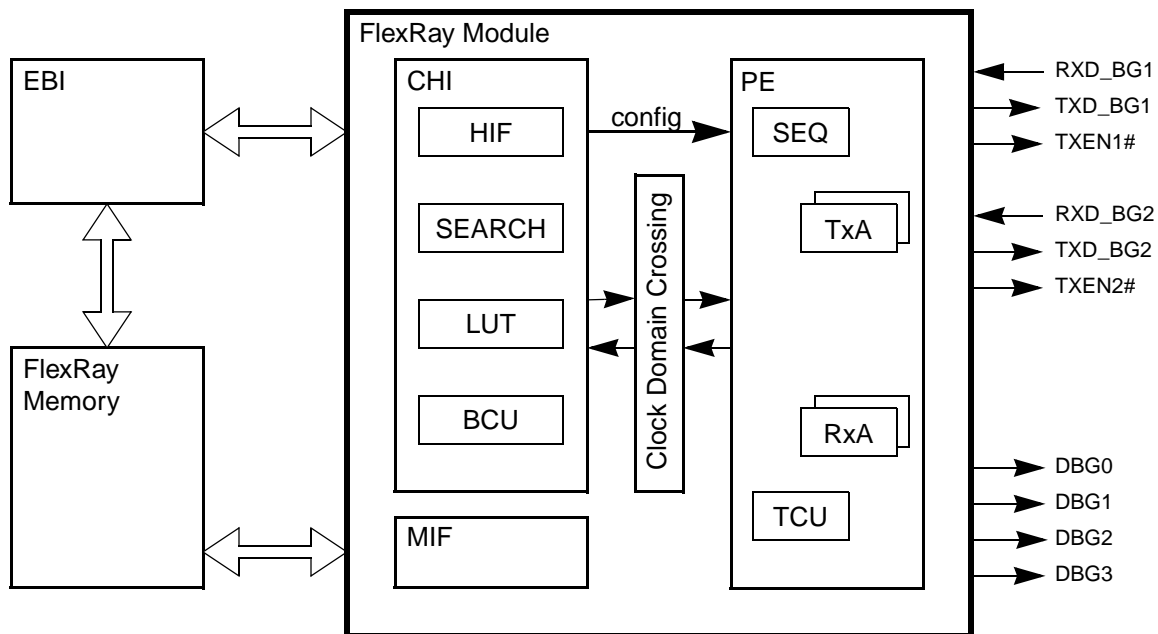 FlexRay Module
EBI
CHI
PE
HIF
config
SEQ
SEARCH
TxA
LUT
Clock Domain Crossing
BCU
RxA
FlexRay
Memory
MIF
TCU
RXD_BG1
TXD_BG1
TXEN1#
RXD_BG2
TXD_BG2
TXEN2#
DBG0
DBG1
DBG2
DBG3